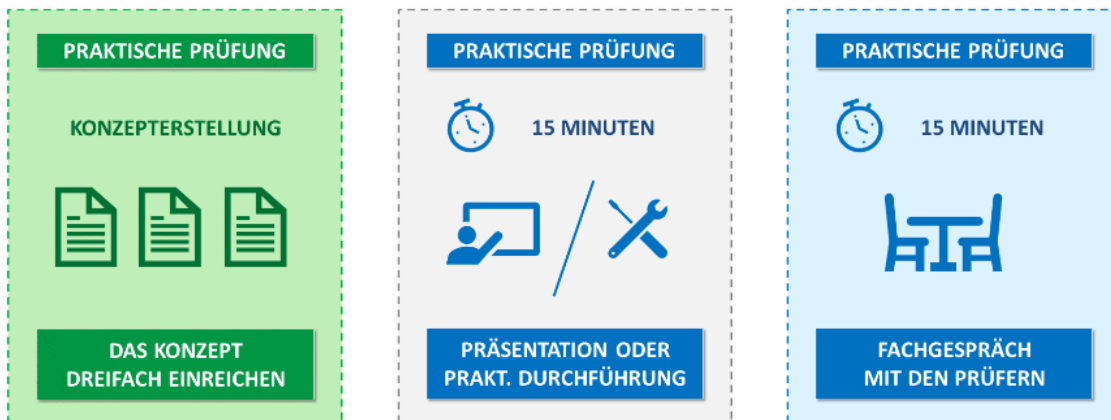 PRAKTISCHE PRÜFUNG
KONZEPTERSTELLUNG
DAS KONZEPT
DREIFACH EINREICHEN
PRAKTISCHE PRÜFUNG
15 MINUTEN
PRÄSENTATION ODER
PRAKT. DURCHFÜHRUNG
PRAKTISCHE PRÜFUNG
15 MINUTEN
FACHGESPRÄCH
MIT DEN PRÜFERN